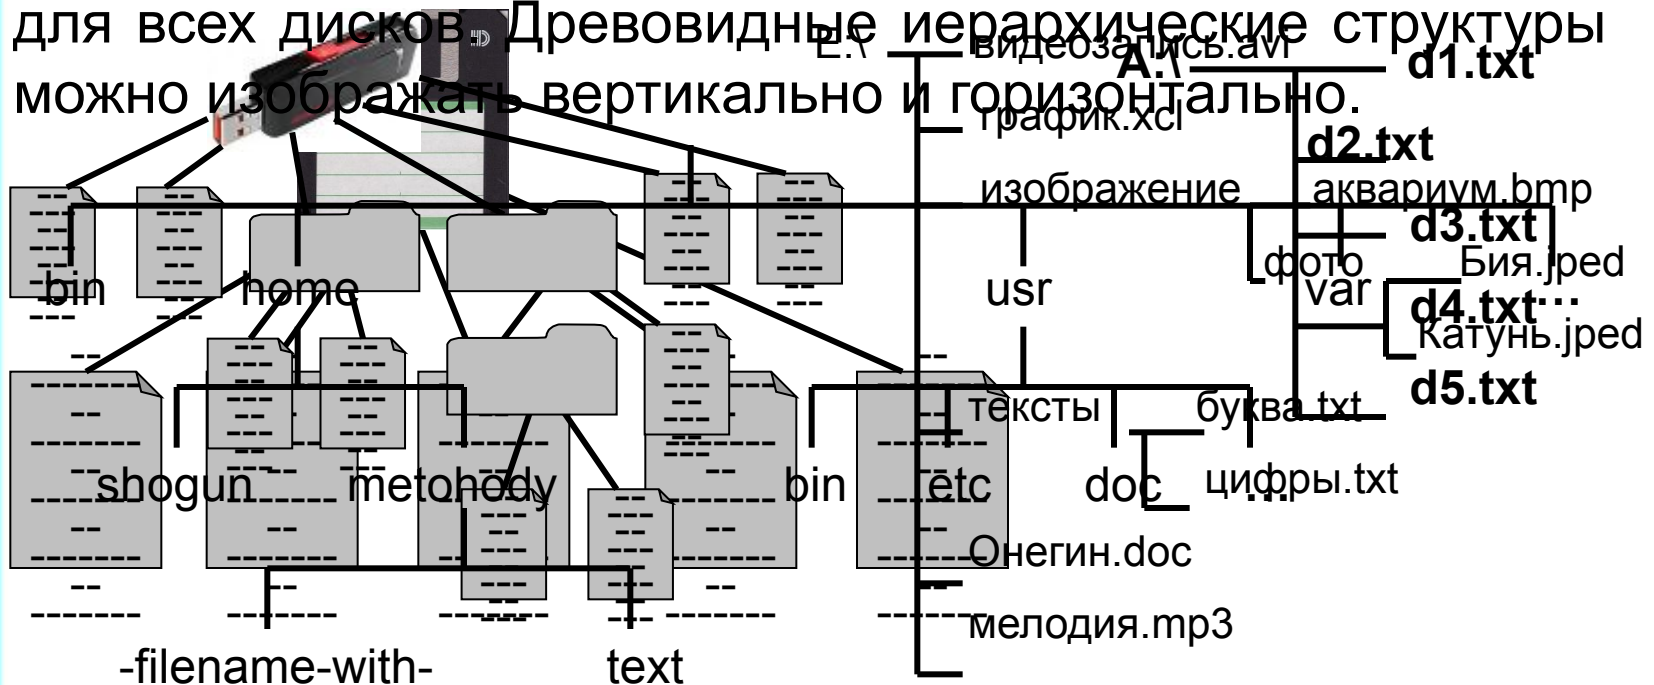 для всех дисков. Древовидные иерархические структуры
можно изображать вертикально и горизонтально.
E:\ видеозапись.avi
график.xcl
изображение аквариум.bmp
фото Бия.jped
Катунь.jped
тексты буква.txt
цифры.txt
Онегин.doc
мелодия.mp3
A:\ d1.txt
d2.txt
d3.txt
d4.txt
d5.txt
bin home usr var ...
shogun metohody bin etc doc ...
-filename-with- text